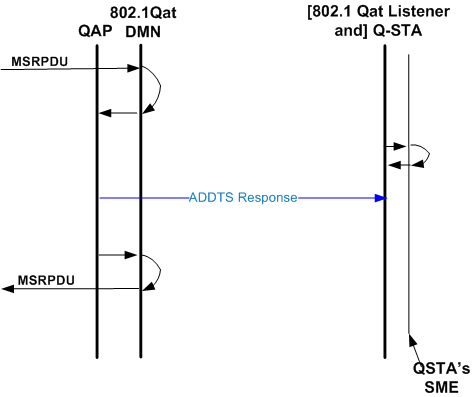 802.1Qat
QAP DMN
[802.1 Qat Listener
and] Q-STA
MSRPDU
ADDTS Response
MSRPDU
QSTA's
SME